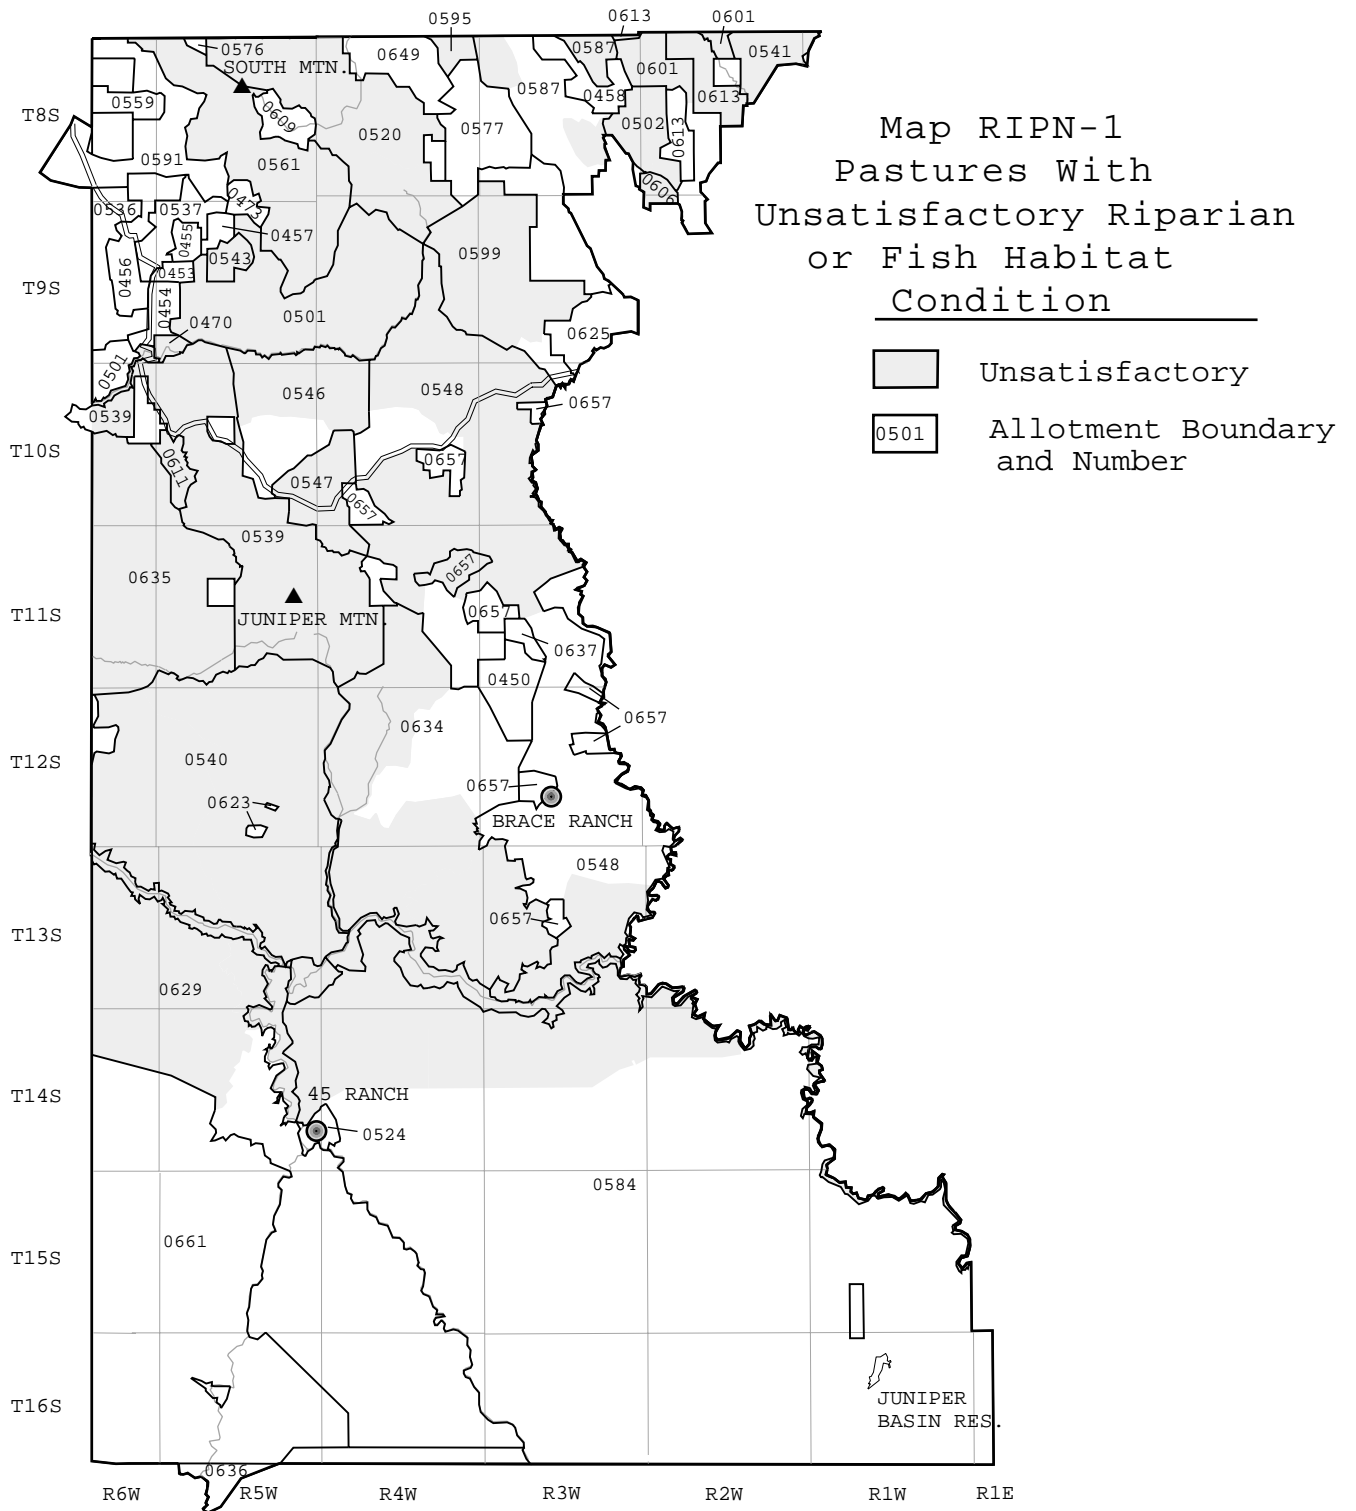 0595
0613
0601
0576
SOUTH MTN.
0649
0587
0541
0601
0587
0458
0613
0559
0609
T8S
0520
0577
0502
0613
Map RIPN-1
Pastures With
Unsatisfactory Riparian
or Fish Habitat
Condition
0591
0561
0606
0473
0536
0537
0457
0455
0543
0599
0456
0453
T9S
0454
0501
0470
0625
0501
Unsatisfactory
0546
0548
0657
0539
0501
Allotment Boundary
and Number
T10S
0611
0657
0547
0657
0539
0635
0657
T11S
JUNIPER MTN.
0657
0637
0450
0657
0634
T12S
0540
0657
0623
BRACE RANCH
0548
0657
T13S
0629
T14S
45 RANCH
0524
0584
0661
T15S
JUNIPER
BASIN RES.
T16S
0636
R6W
R5W
R4W
R3W
R2W
R1W
R1E